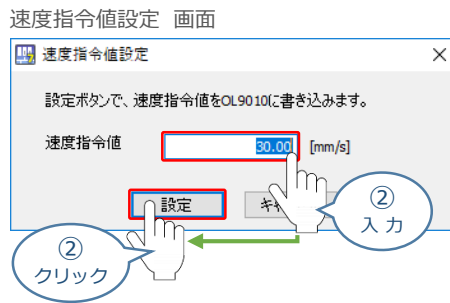 速度指令値設定 画面
速度指令値設定
設定ボタンで、速度指令値をOL9010に書き込みます。
速度指令値
30.00
[mm/s]
設定
②
入 力
②
クリック